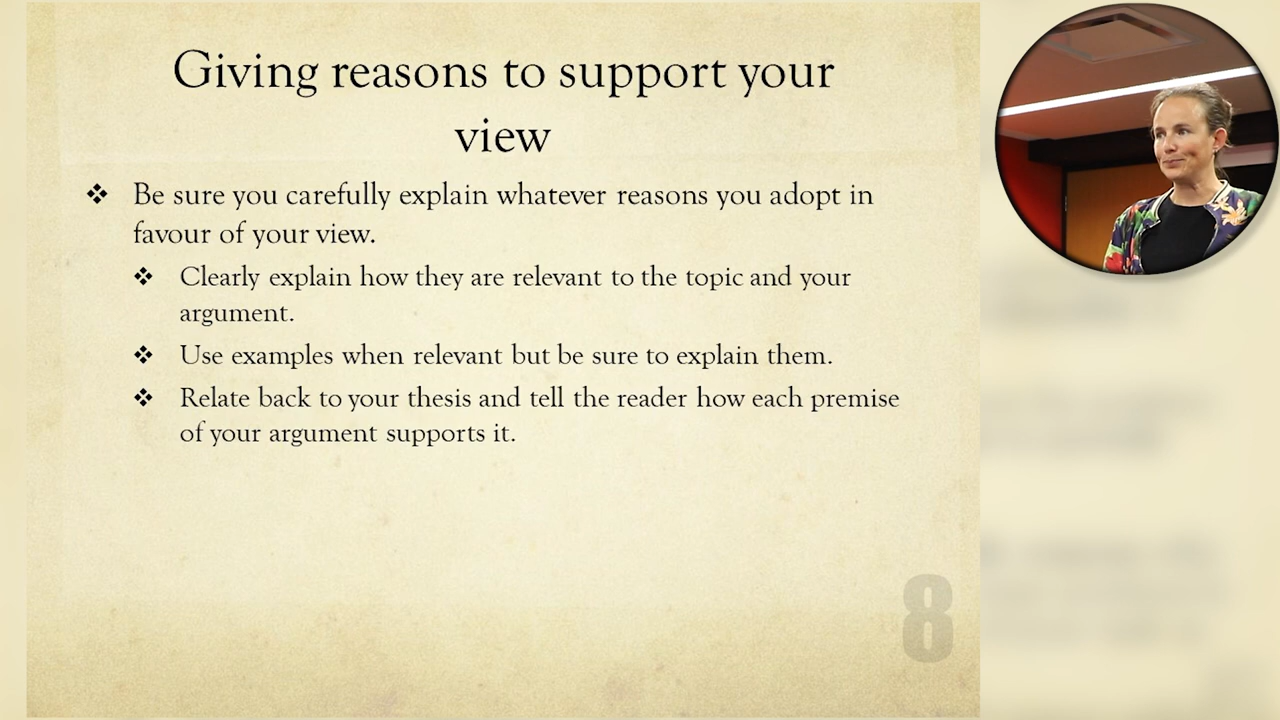 Giving reasons to support your
view
❖ Be sure you carefully explain whatever reasons you adopt in
favour of your view.
❖ Clearly explain how they are relevant to the topic and your
argument.
❖ Use examples when relevant but be sure to explain them.
❖ Relate back to your thesis and tell the reader how each premise
of your argument supports it.
8